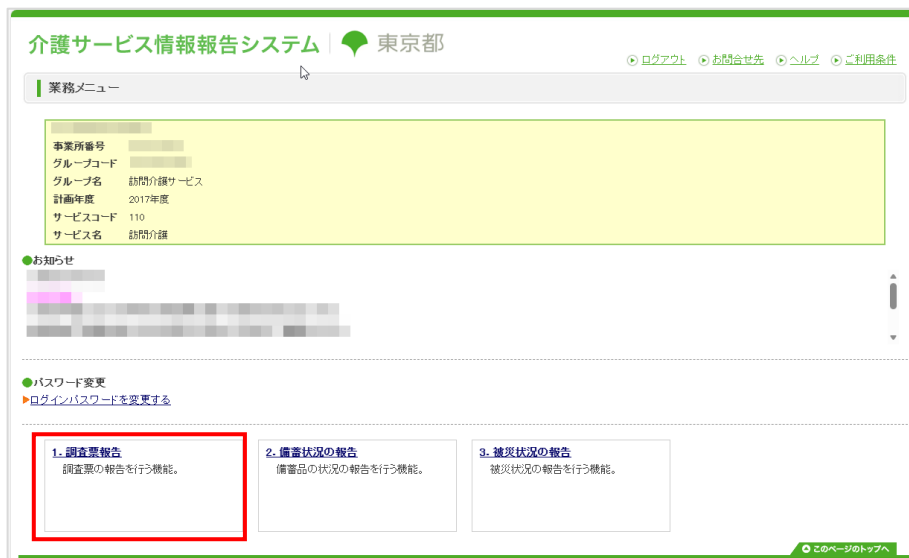 介護サービス情報報告システム 東京都
ログアウト お問合せ先 ヘルプ ご利用条件
業務メニュー
事業所番号
グループコード
グループ名 訪問介護サービス
計画年度 2017年度
サービスコード 110
サービス名 訪問介護
●お知らせ
●パスワード変更
ログインパスワードを変更する
1. 調査票報告
調査票の報告を行う機能。
2. 備蓄状況の報告
備蓄品の状況の報告を行う機能。
3. 被災状況の報告
被災状況の報告を行う機能。
このページのトップへ